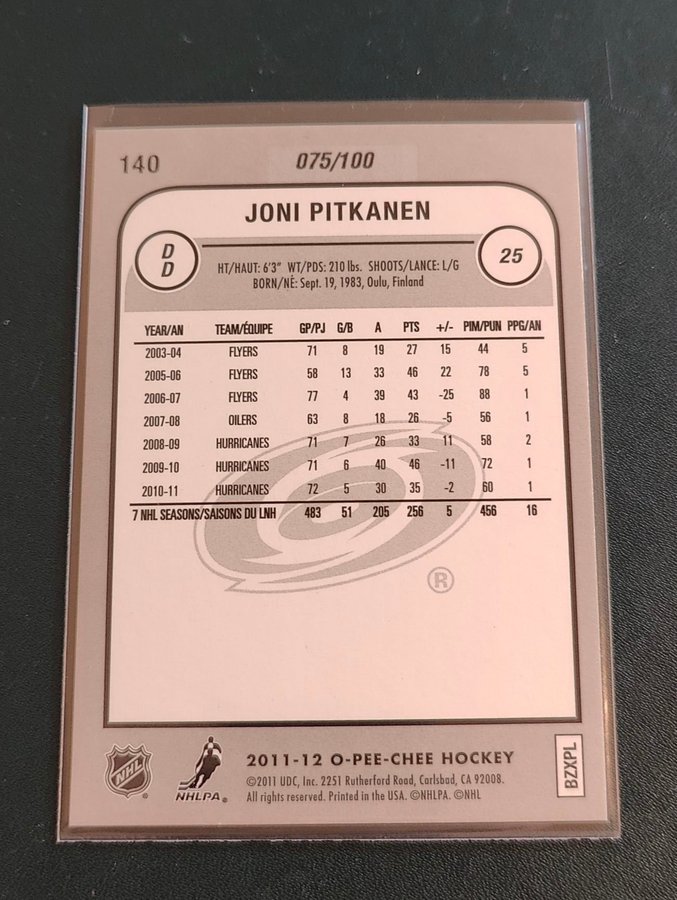 140 075/100
JONI PITKANEN
D
D
25
HT/HAUT: 6'3" WT/PDS: 210 lbs. SHOOTS/LANCE: L/G
BORN/NÉ: Sept. 19, 1983, Oulu, Finland
YEAR/AN TEAM/ÉQUIPE GP/PJ G/B A PTS +/- PIM/PUN PPG/AN
2003-04 FLYERS 71 8 19 27 15 44 5
2005-06 FLYERS 58 13 33 46 22 78 5
2006-07 FLYERS 77 4 39 43 -25 88 1
2007-08 OILERS 63 8 18 26 -5 56 1
2008-09 HURRICANES 71 7 26 33 11 58 2
2009-10 HURRICANES 71 6 40 46 -11 72 1
2010-11 HURRICANES 72 5 30 35 -2 60 1
7 NHL SEASONS/SAISONS DU LNH 483 51 205 256 5 456 16
®
NHL ®
NHLPA®
2011-12 O-PEE-CHEE HOCKEY
©2011 UDC, Inc. 2251 Rutherford Road, Carlsbad, CA 92008.
All rights reserved. Printed in the USA. ©NHLPA. ©NHL
BZXPL